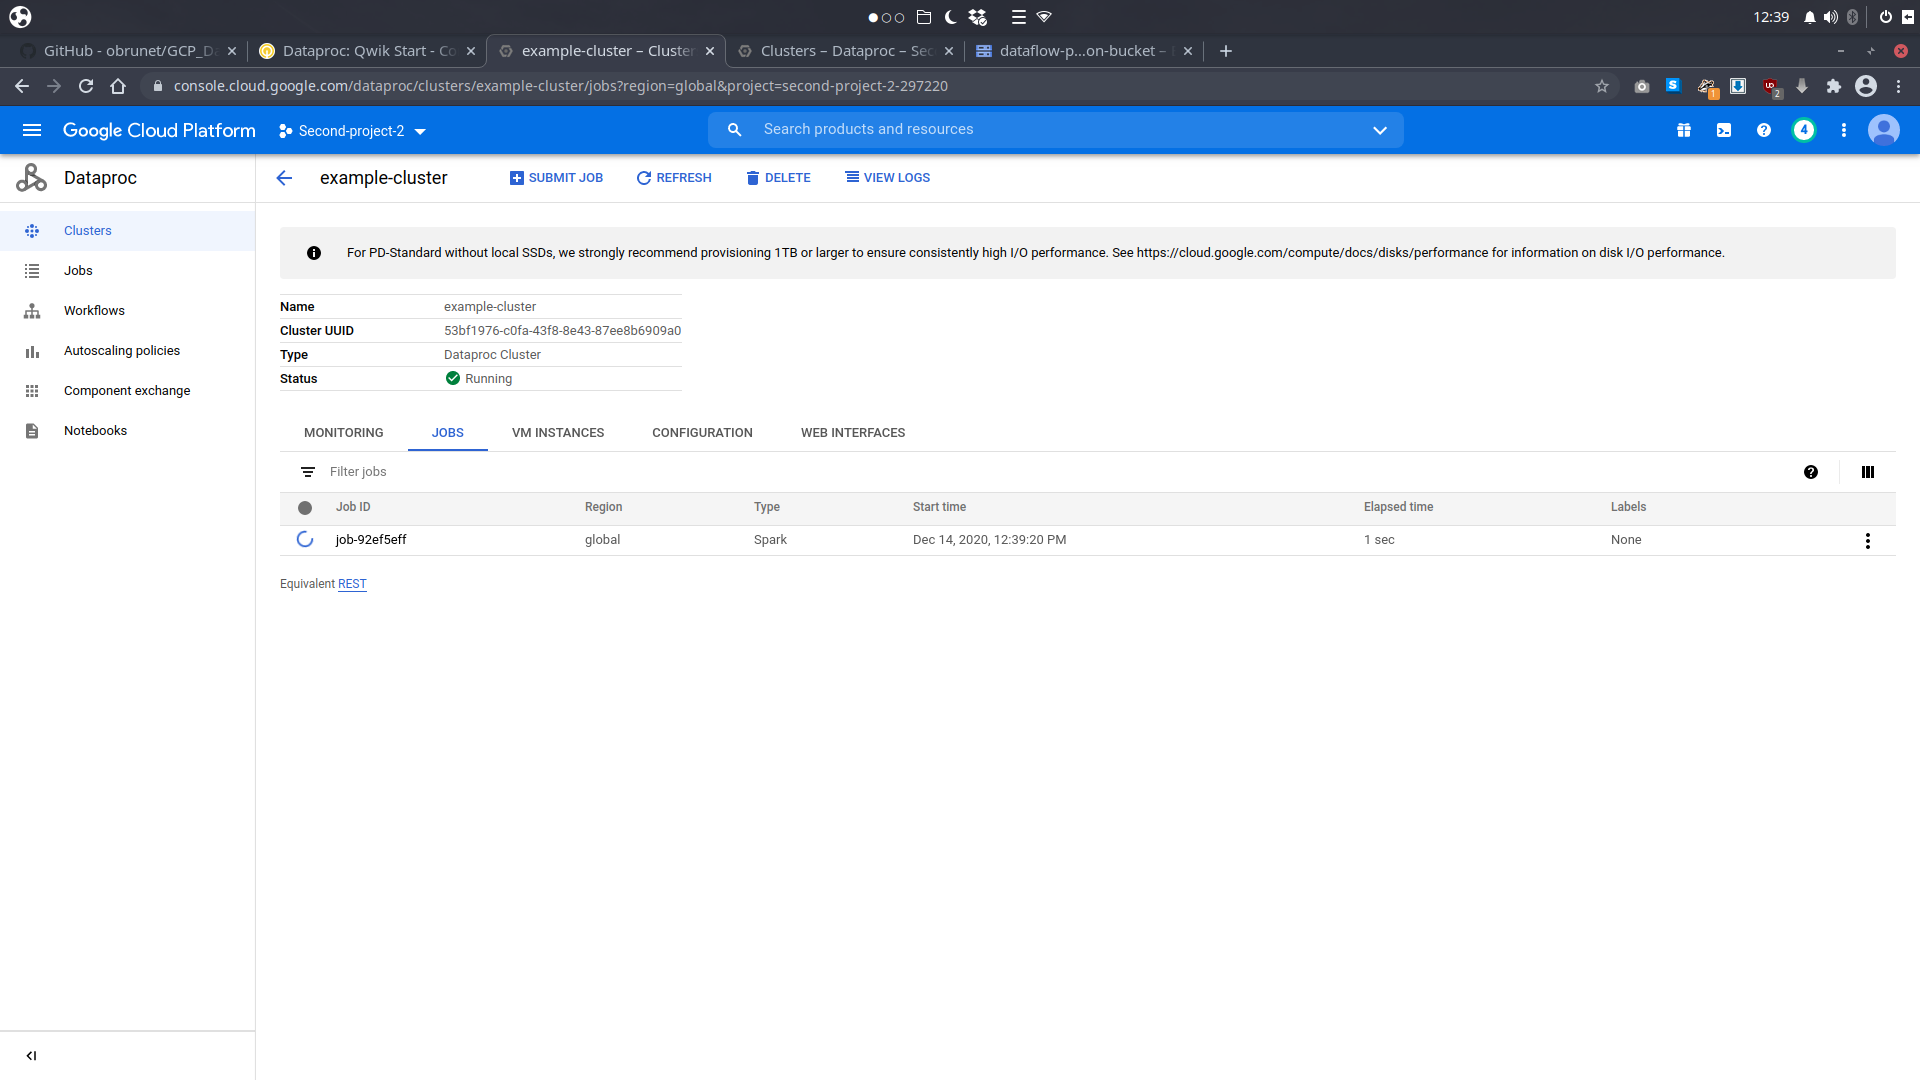 12:39
GitHub - obrunet/GCP_Da
Dataproc: Qwik Start - Co
example-cluster – Cluster
Clusters – Dataproc – Sec
dataflow-p...on-bucket –
console.cloud.google.com/dataproc/clusters/example-cluster/jobs?region=global&project=second-project-2-297220
1
2
Google Cloud Platform
Second-project-2
Search products and resources
4
Dataproc
example-cluster
SUBMIT JOB
REFRESH
DELETE
VIEW LOGS
Clusters
Jobs
Workflows
Autoscaling policies
Component exchange
Notebooks
For PD-Standard without local SSDs, we strongly recommend provisioning 1TB or larger to ensure consistently high I/O performance. See https://cloud.google.com/compute/docs/disks/performance for information on disk I/O performance.
Name example-cluster
Cluster UUID 53bf1976-c0fa-43f8-8e43-87ee8b6909a0
Type Dataproc Cluster
Status Running
MONITORING JOBS VM INSTANCES CONFIGURATION WEB INTERFACES
Filter jobs
Job ID Region Type Start time Elapsed time Labels
job-92ef5eff global Spark Dec 14, 2020, 12:39:20 PM 1 sec None
Equivalent REST